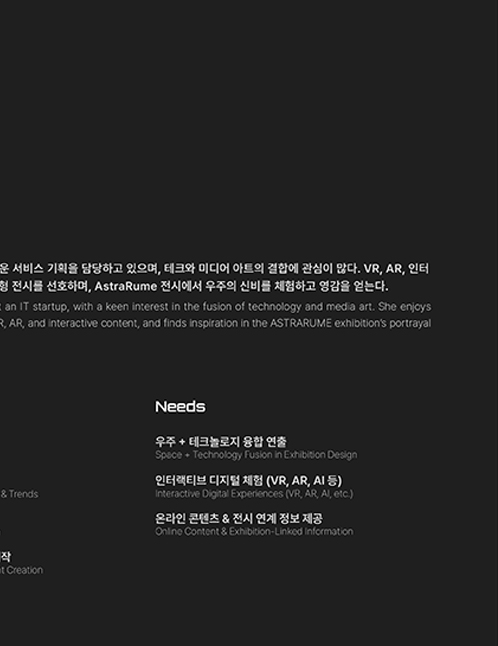 운 서비스 기획을 담당하고 있으며, 테크와 미디어 아트의 결합에 관심이 많다. VR, AR, 인터
형 전시를 선호하며, AstraRume 전시에서 우주의 신비를 체험하고 영감을 얻는다.
an IT startup, with a keen interest in the fusion of technology and media art. She enjoys
R, AR, and interactive content, and finds inspiration in the ASTRARUME exhibition's portrayal
Needs
우주 + 테크놀로지 융합 연출
Space + Technology Fusion in Exhibition Design
인터랙티브 디지털 체험 (VR, AR, AI 등)
Interactive Digital Experiences (VR, AR, AI, etc.)
& Trends
온라인 콘텐츠 & 전시 연계 정보 제공
Online Content & Exhibition-Linked Information
작
t Creation